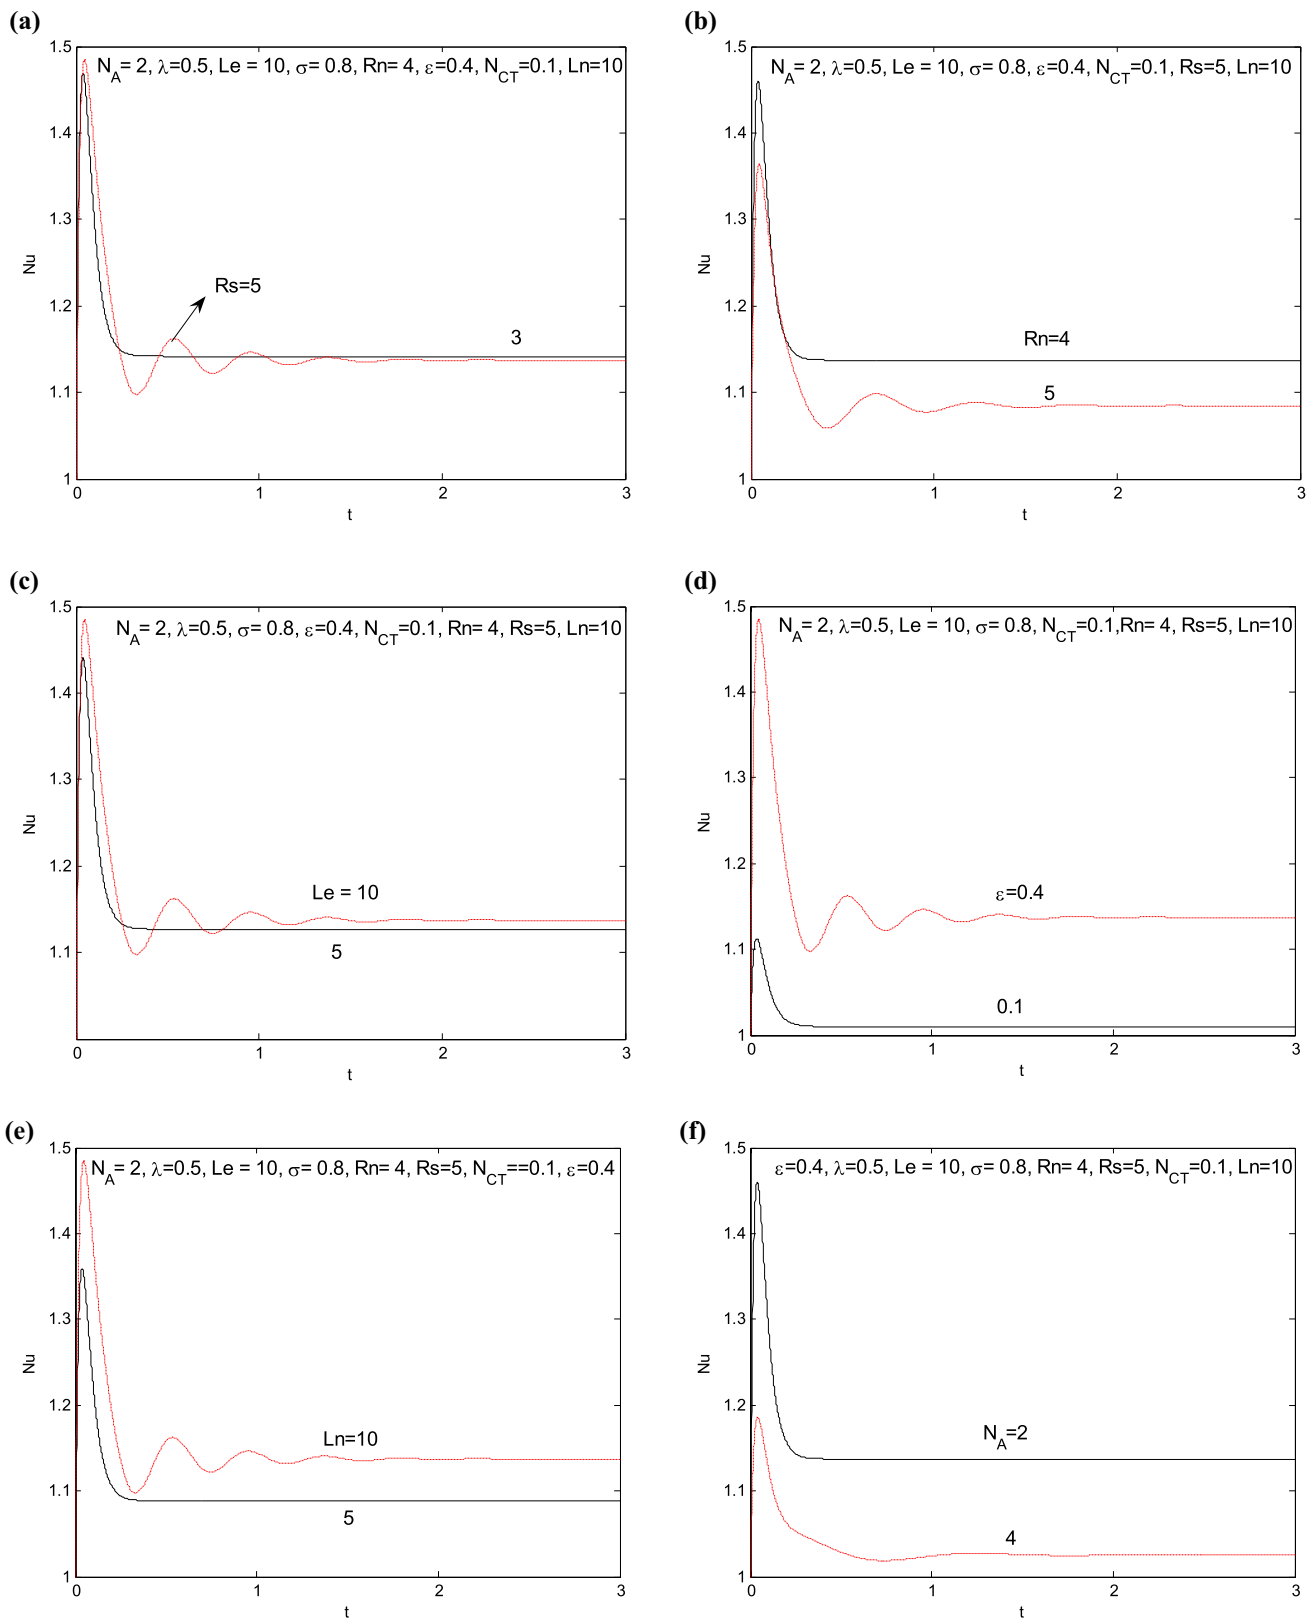 (a)
1.5
N_A= 2, λ=0.5, Le = 10, σ= 0.8, Rn= 4, ε=0.4, N_CT=0.1, Ln=10
1.4
1.3
Nu
Rs=5
1.2
3
1.1
1
0 1 2 3
t
(b)
1.5
N_A= 2, λ=0.5, Le = 10, σ= 0.8, ε=0.4, N_CT=0.1, Rs=5, Ln=10
1.4
1.3
Nu
1.2
Rn=4
1.1
5
1
0 1 2 3
t
(c)
1.5
N_A= 2, λ=0.5, σ= 0.8, ε=0.4, N_CT=0.1, Rn= 4, Rs=5, Ln=10
1.4
1.3
Nu
1.2
Le = 10
1.1
5
0 1 2 3
t
(d)
1.5
N_A= 2, λ=0.5, Le = 10, σ= 0.8, N_CT=0.1,Rn= 4, Rs=5, Ln=10
1.4
1.3
Nu
1.2
ε=0.4
1.1
0.1
1
0 1 2 3
t
(e)
1.5
N_A= 2, λ=0.5, Le = 10, σ= 0.8, Rn= 4, Rs=5, N_CT==0.1, ε=0.4
1.4
1.3
Nu
1.2
Ln=10
1.1
5
1
0 1 2 3
t
(f)
1.5
ε=0.4, λ=0.5, Le = 10, σ= 0.8, Rn= 4, Rs=5, N_CT=0.1, Ln=10
1.4
1.3
Nu
1.2
N_A=2
1.1
4
1
0 1 2 3
t